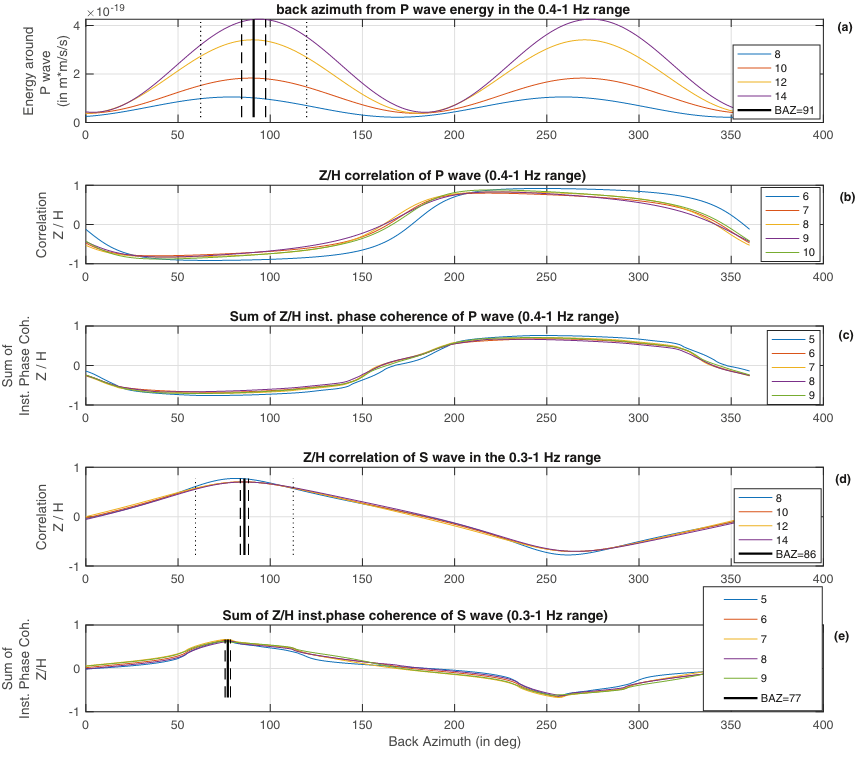 back azimuth from P wave energy in the 0.4-1 Hz range
(a)
×10⁻¹⁹
Energy around
P wave
(in m*m/s/s)
4
2
0
0 50 100 150 200 250 300 350 400
8
10
12
14
BAZ=91
Z/H correlation of P wave (0.4-1 Hz range)
(b)
Correlation
Z / H
1
0
-1
0 50 100 150 200 250 300 350 400
6
7
8
9
10
Sum of Z/H inst. phase coherence of P wave (0.4-1 Hz range)
(c)
Sum of
Inst. Phase Coh.
Z / H
1
0
-1
0 50 100 150 200 250 300 350 400
5
6
7
8
9
Z/H correlation of S wave in the 0.3-1 Hz range
(d)
Correlation
Z / H
1
0
-1
0 50 100 150 200 250 300 350 400
8
10
12
14
BAZ=86
Sum of Z/H inst.phase coherence of S wave (0.3-1 Hz range)
(e)
Sum of
Inst. Phase Coh.
Z/H
1
0
-1
0 50 100 150 200 250 300 350 400
5
6
7
8
9
BAZ=77
Back Azimuth (in deg)